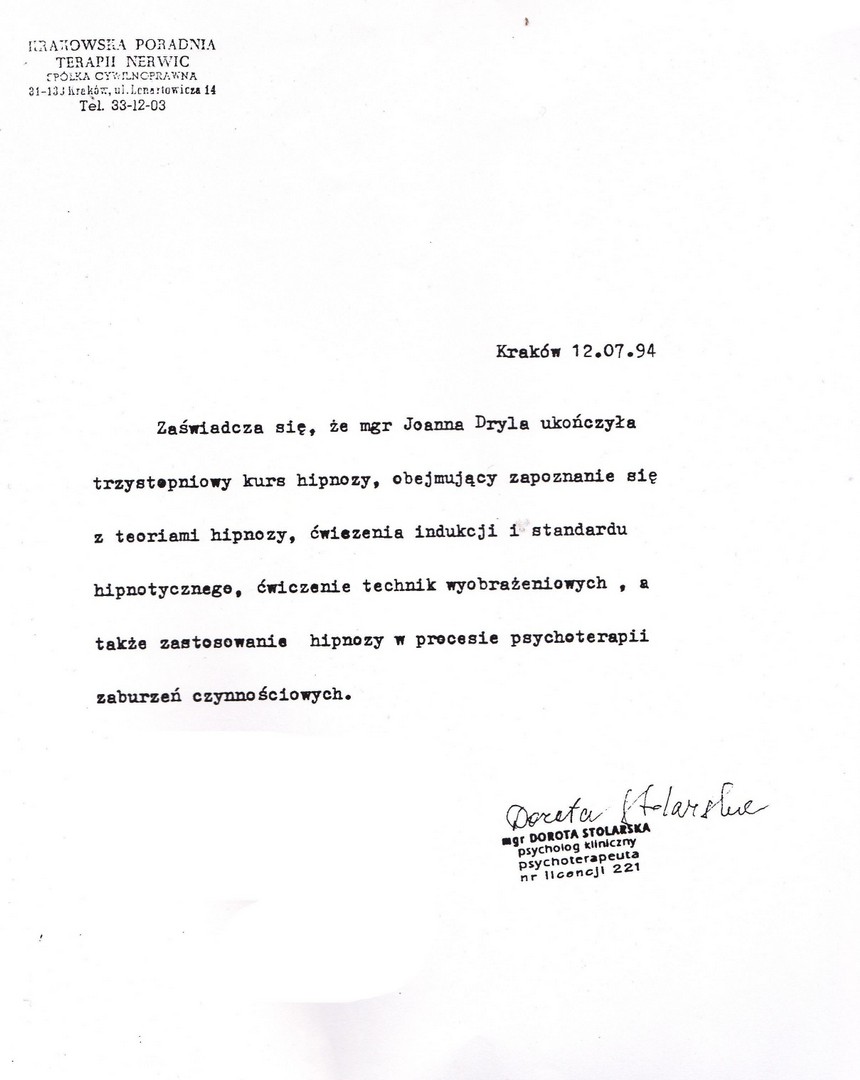 KRAKOWSKA PORADNIA
TERAPII NERWIC
SPÓŁKA CYWILNOPRAWNA
31-133 Kraków, ul. Lenartowicza 14
Tel. 33-12-03
Kraków 12.07.94
Zaświadcza się, że mgr Joanna Dryla ukończyła
trzystopniowy kurs hipnozy, obejmujący zapoznanie się
z teoriami hipnozy, ćwiezenia indukcji i standardu
hipnotycznego, ćwiczenie technik wyobrażeniowych , a
także zastosowanie hipnozy w procesie psychoterapii
zaburzeń czynnościowych.
Dorota Stolarska
mgr DOROTA STOLARSKA
psycholog kliniczny
psychoterapeuta
nr licencji 221